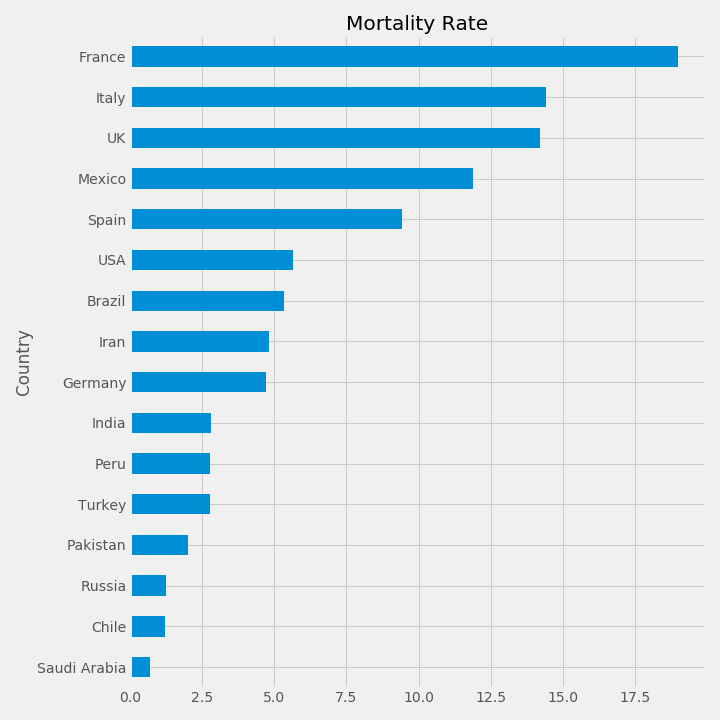 Mortality Rate
France
Italy
UK
Mexico
Spain
USA
Brazil
Iran
Germany
India
Peru
Turkey
Pakistan
Russia
Chile
Saudi Arabia
Country
0.0 2.5 5.0 7.5 10.0 12.5 15.0 17.5